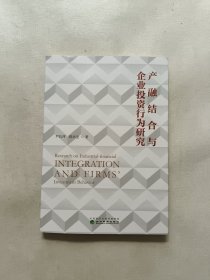 产融结合与
企业投资行为研究
著
Research on Industrial-financial
INTEGRATION
AND FIRMS'
Investment Behavior